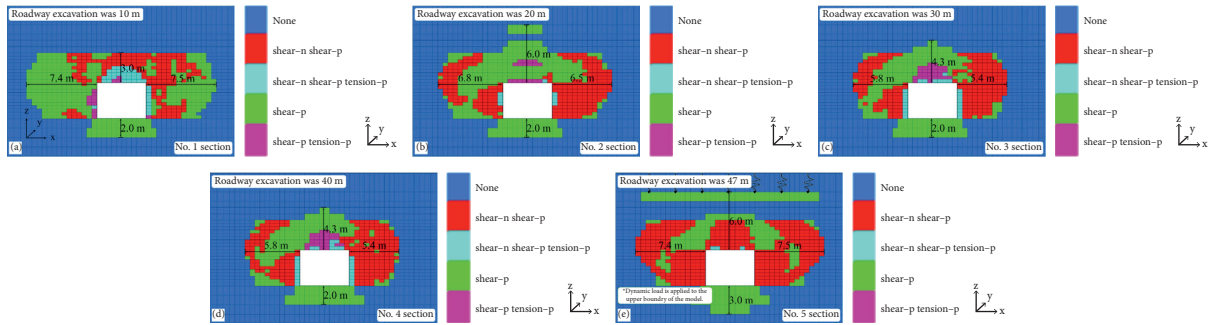 Roadway excavation was 10 m
3.0 m
7.4 m
7.5 m
2.0 m
z
y
x
(a)
No. 1 section
None
shear–n shear–p
shear–n shear–p tension–p
shear–p
shear–p tension–p
z
y
x
Roadway excavation was 20 m
6.0 m
6.8 m
6.5 m
2.0 m
(b)
No. 2 section
None
shear–n shear–p
shear–n shear–p tension–p
shear–p
shear–p tension–p
z
y
x
Roadway excavation was 30 m
4.3 m
5.8 m
5.4 m
2.0 m
(c)
No. 3 section
None
shear–n shear–p
shear–n shear–p tension–p
shear–p
shear–p tension–p
z
y
x
Roadway excavation was 40 m
4.3 m
5.8 m
5.4 m
2.0 m
(d)
No. 4 section
None
shear–n shear–p
shear–n shear–p tension–p
shear–p
shear–p tension–p
z
y
x
Roadway excavation was 47 m
6.0 m
7.4 m
7.5 m
*Dynamic load is applied to the
upper boundry of the model.
3.0 m
(e)
No. 5 section
None
shear–n shear–p
shear–n shear–p tension–p
shear–p
shear–p tension–p
z
y
x